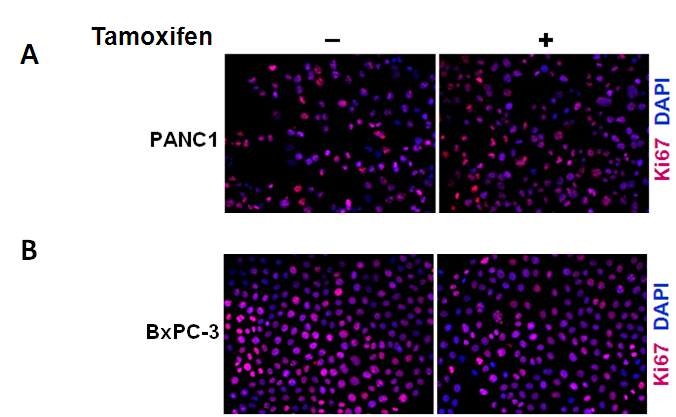 Tamoxifen – +
A
PANC1
Ki67 DAPI
B
BxPC-3
Ki67 DAPI